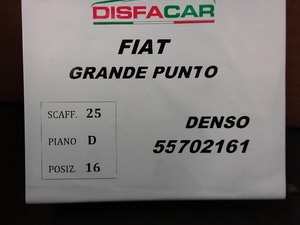 DISFACAR
FIAT
GRANDE PUNTO
SCAFF. 25
PIANO D
POSIZ. 16
DENSO
55702161